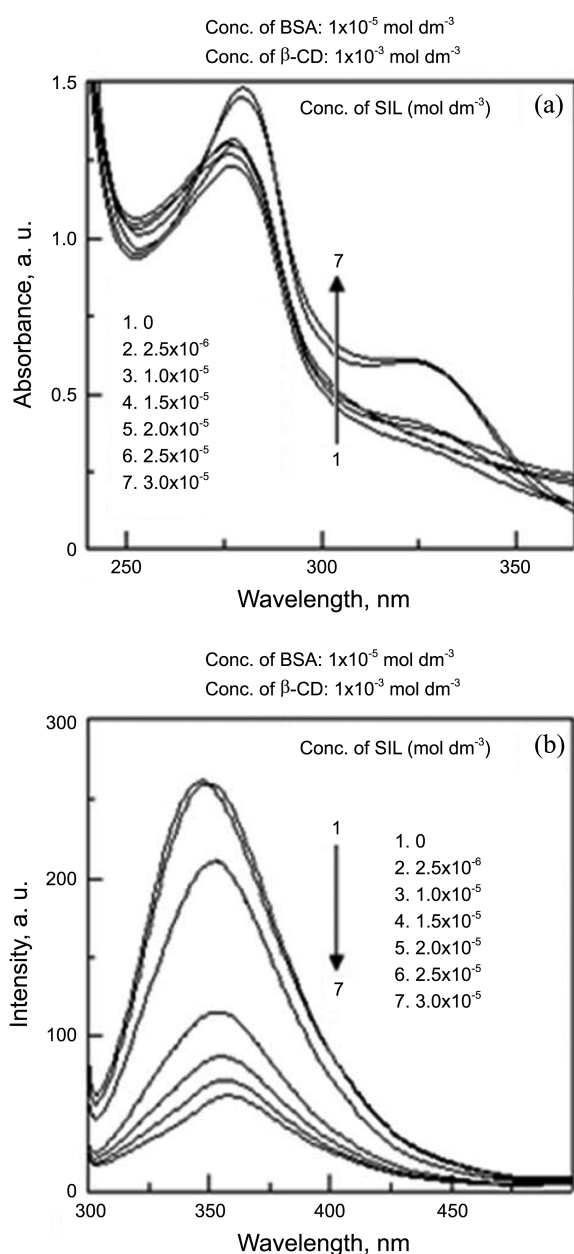 Conc. of BSA: 1x10⁻⁵ mol dm⁻³
Conc. of β-CD: 1x10⁻³ mol dm⁻³
1.5
Conc. of SIL (mol dm⁻³)
(a)
1.0
7
1. 0
2. 2.5x10⁻⁶
3. 1.0x10⁻⁵
4. 1.5x10⁻⁵
5. 2.0x10⁻⁵
6. 2.5x10⁻⁵
7. 3.0x10⁻⁵
0.5
1
0
Absorbance, a. u.
250 300 350
Wavelength, nm
Conc. of BSA: 1x10⁻⁵ mol dm⁻³
Conc. of β-CD: 1x10⁻³ mol dm⁻³
300
Conc. of SIL (mol dm⁻³)
(b)
1
1. 0
2. 2.5x10⁻⁶
3. 1.0x10⁻⁵
4. 1.5x10⁻⁵
5. 2.0x10⁻⁵
6. 2.5x10⁻⁵
7. 3.0x10⁻⁵
7
200
100
0
Intensity, a. u.
300 350 400 450
Wavelength, nm